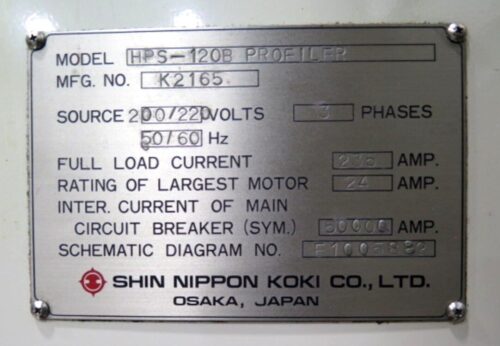 MODEL HPS-120B PROFILER
MFG. NO. K2165
SOURCE 200/220 VOLTS 3 PHASES
50/60 Hz
FULL LOAD CURRENT AMP.
RATING OF LARGEST MOTOR 24 AMP.
INTER. CURRENT OF MAIN
CIRCUIT BREAKER (SYM.) AMP.
SCHEMATIC DIAGRAM NO.
SHIN NIPPON KOKI CO., LTD.
OSAKA, JAPAN